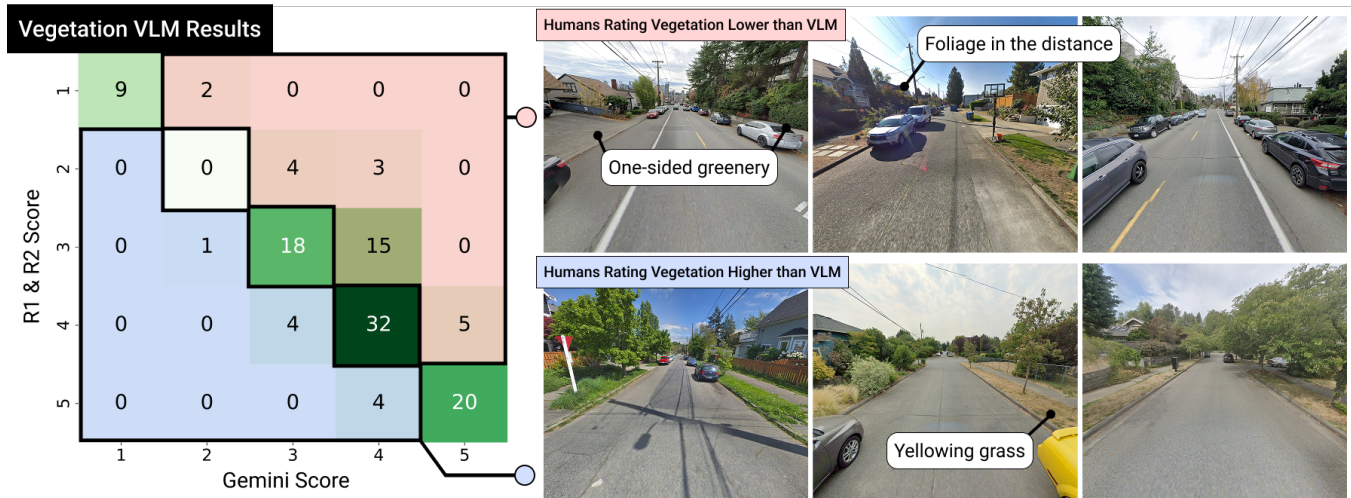 Vegetation VLM Results
Humans Rating Vegetation Lower than VLM
Foliage in the distance
One-sided greenery
Humans Rating Vegetation Higher than VLM
Yellowing grass
R1 & R2 Score
1 9 2 0 0 0
2 0 0 4 3 0
3 0 1 18 15 0
4 0 0 4 32 5
5 0 0 0 4 20
1 2 3 4 5
Gemini Score